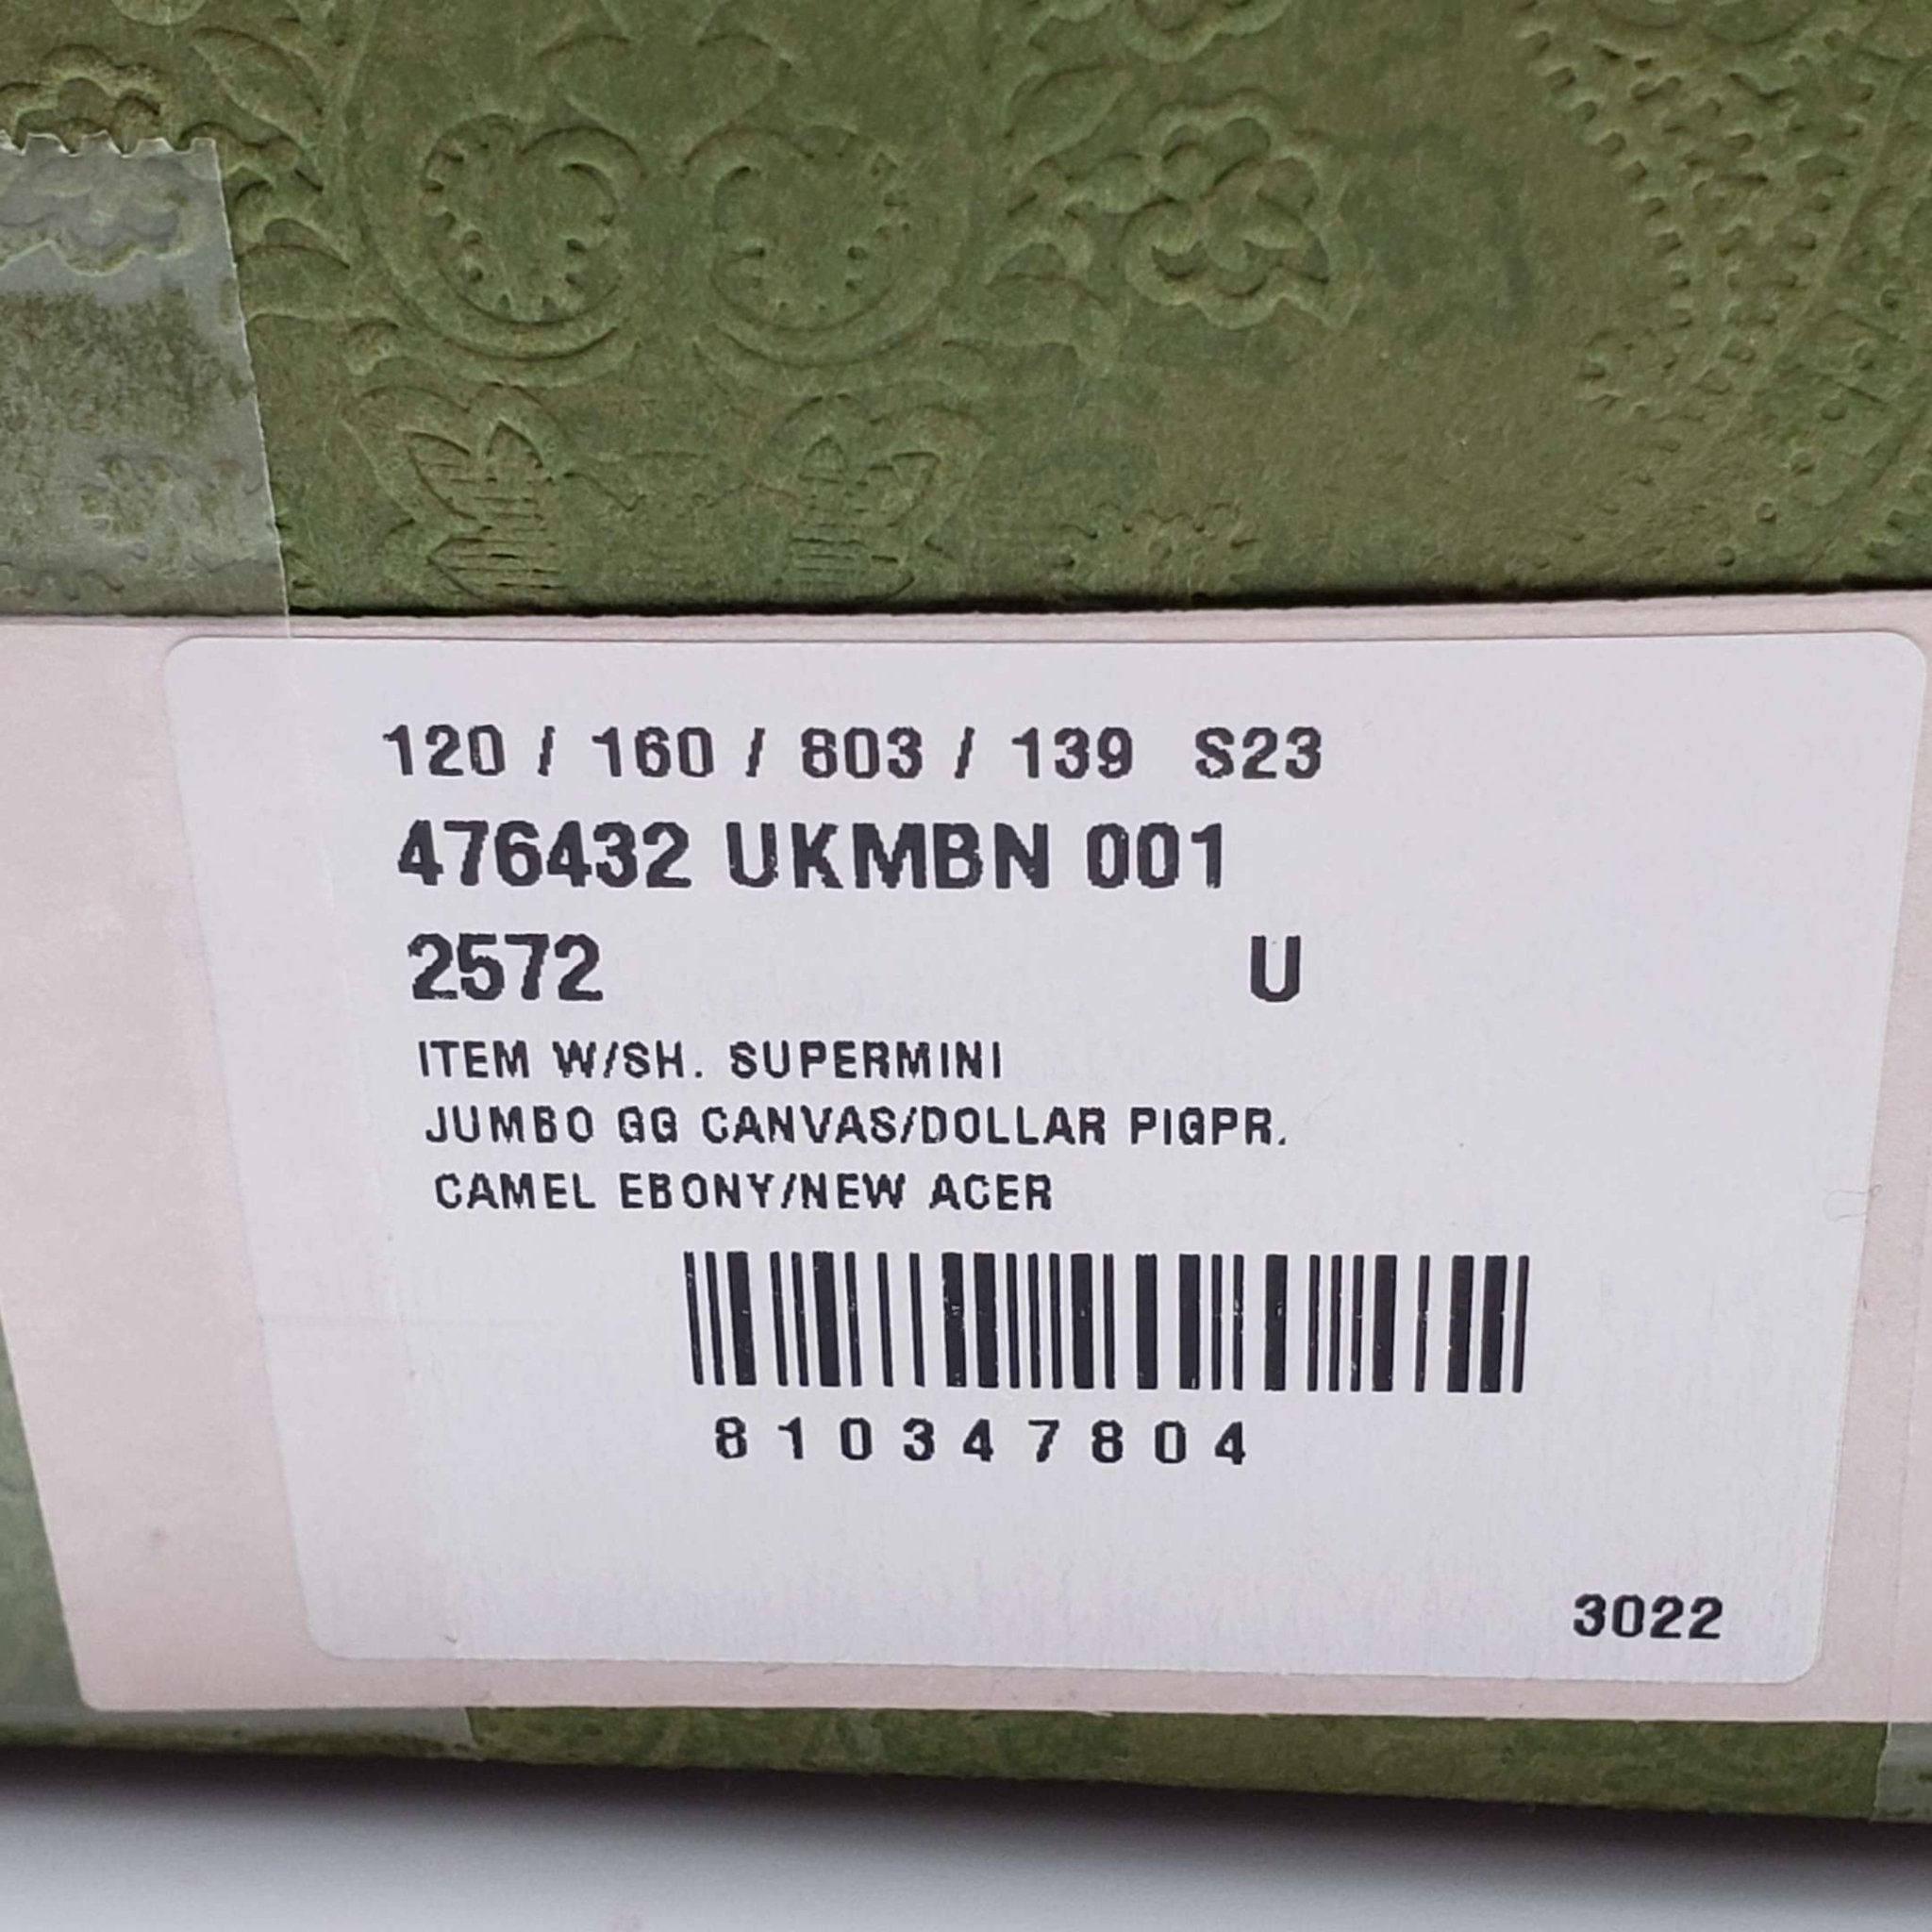 120 / 160 / 803 / 139 S23
476432 UKMBN 001
2572 U
ITEM W/SH. SUPERMINI
JUMBO GG CANVAS/DOLLAR PIGPR.
CAMEL EBONY/NEW ACER
810347804
3022